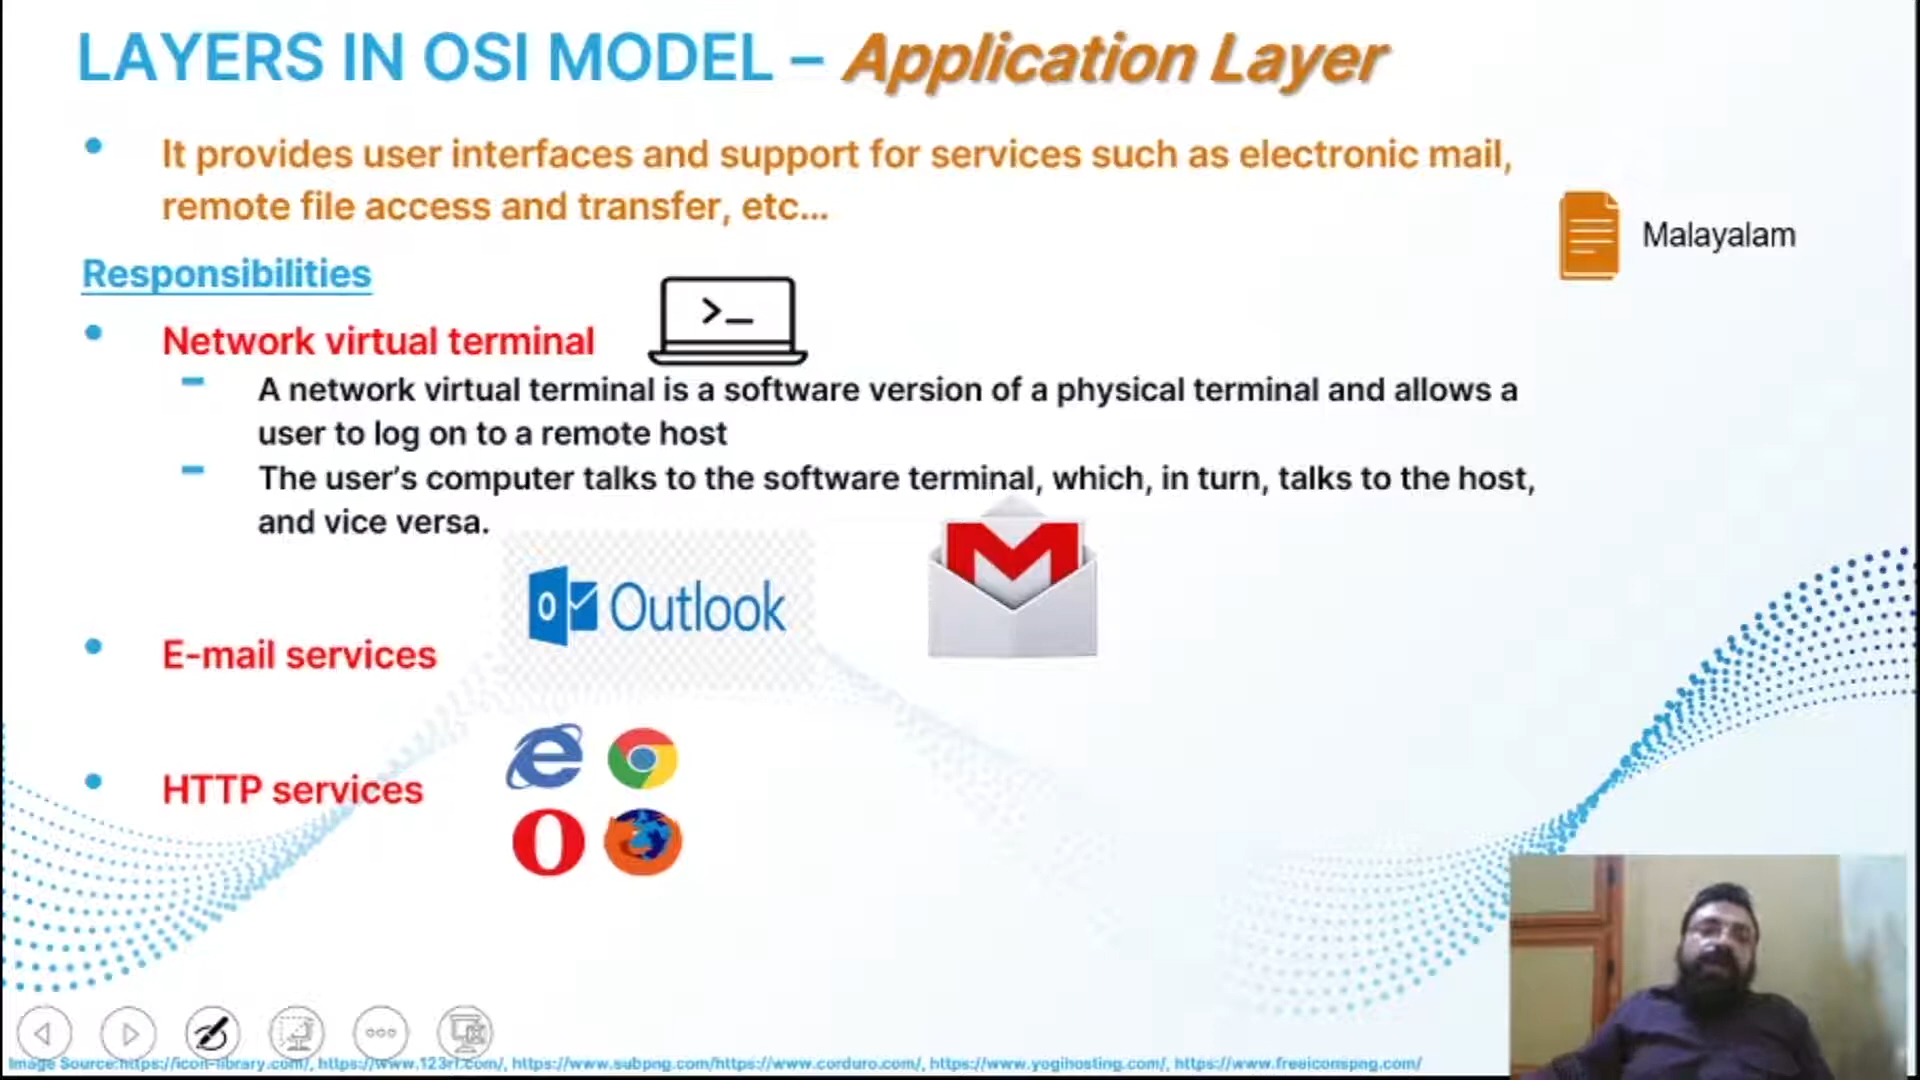 LAYERS IN OSI MODEL – Application Layer
It provides user interfaces and support for services such as electronic mail,
remote file access and transfer, etc...
Malayalam
Responsibilities
>_
Network virtual terminal
A network virtual terminal is a software version of a physical terminal and allows a
user to log on to a remote host
The user's computer talks to the software terminal, which, in turn, talks to the host,
and vice versa.
Outlook
E-mail services
HTTP services
Image Source:https://icon-library.com/, https://www.123rf.com/, https://www.subpng.com/https://www.corduro.com/, https://www.yogihosting.com/, https://www.freeiconspng.com/